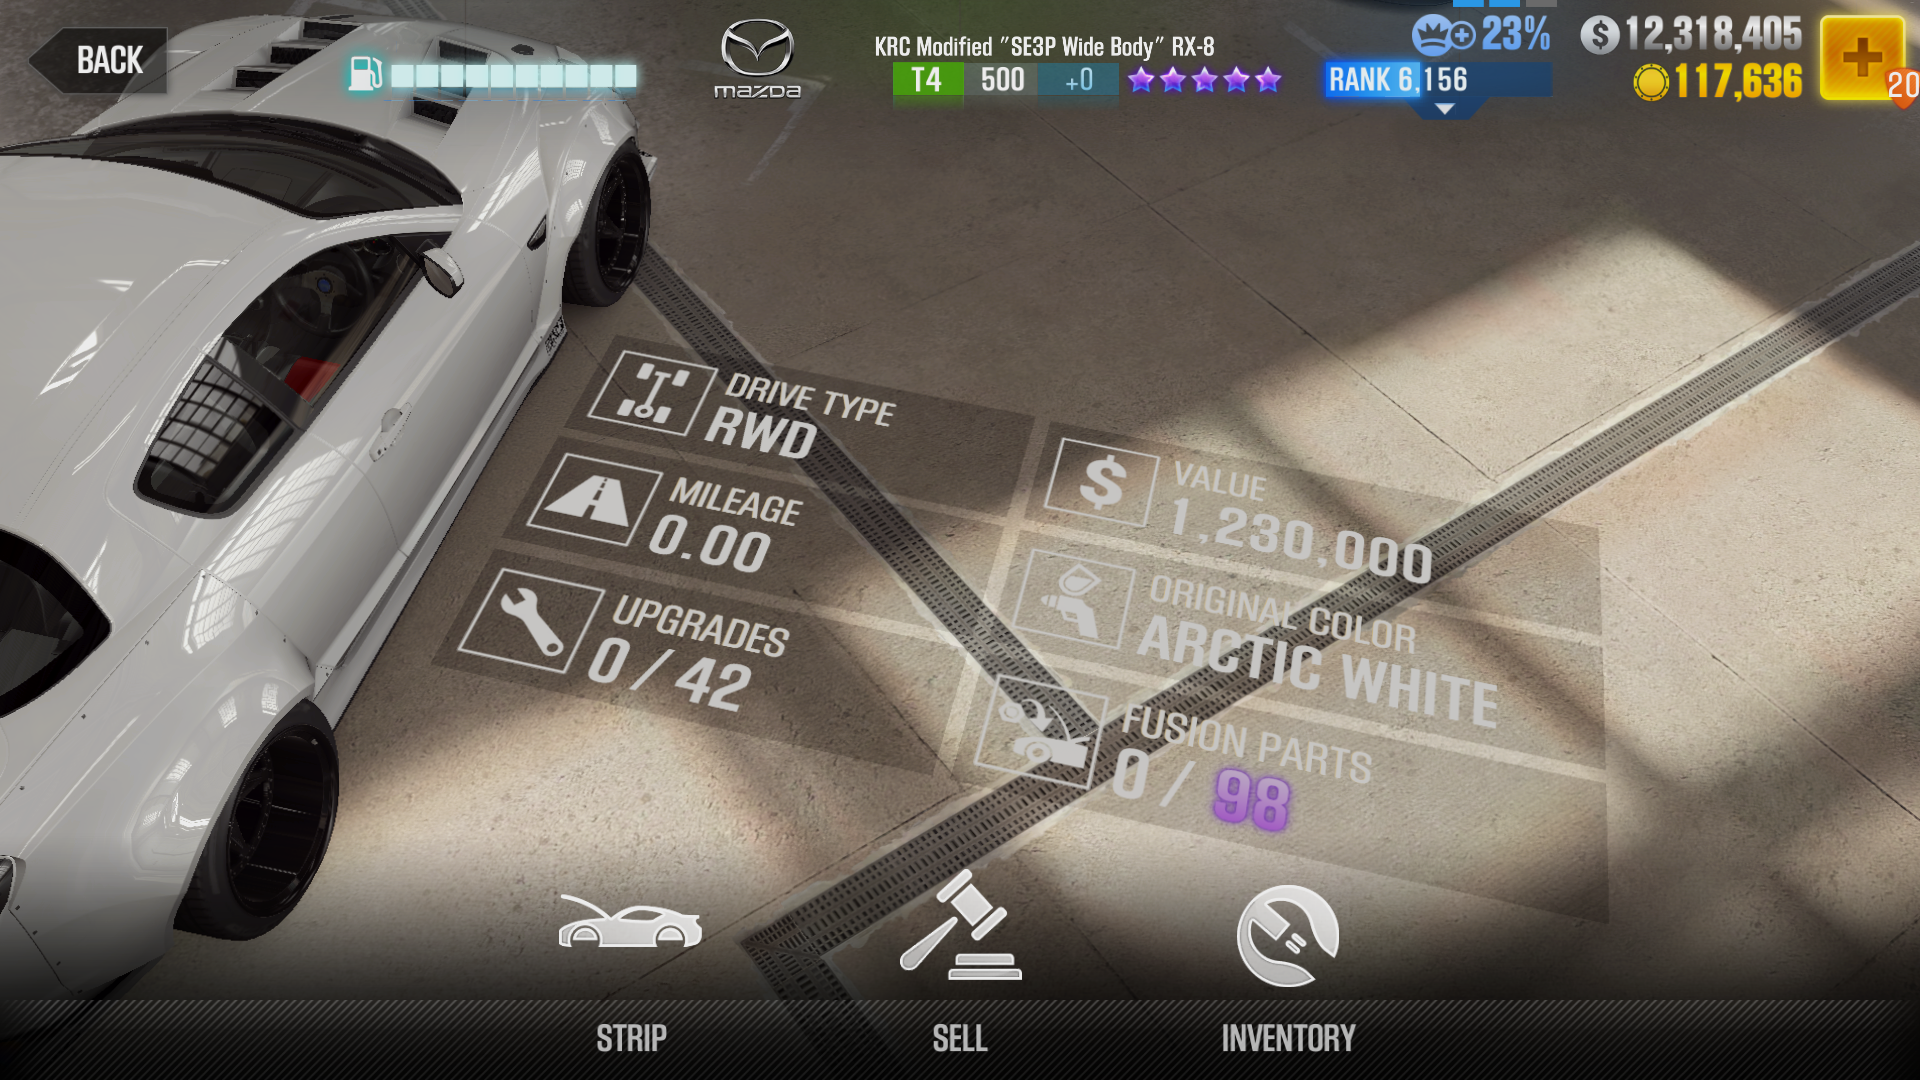 BACK
mazda
KRC Modified "SE3P Wide Body" RX-8
T4 500 +0
RANK 6,156
23%
12,318,405
117,636
20
DRIVE TYPE
RWD
MILEAGE
0.00
UPGRADES
0 / 42
VALUE
1,230,000
ORIGINAL COLOR
ARCTIC WHITE
FUSION PARTS
0 / 98
STRIP
SELL
INVENTORY